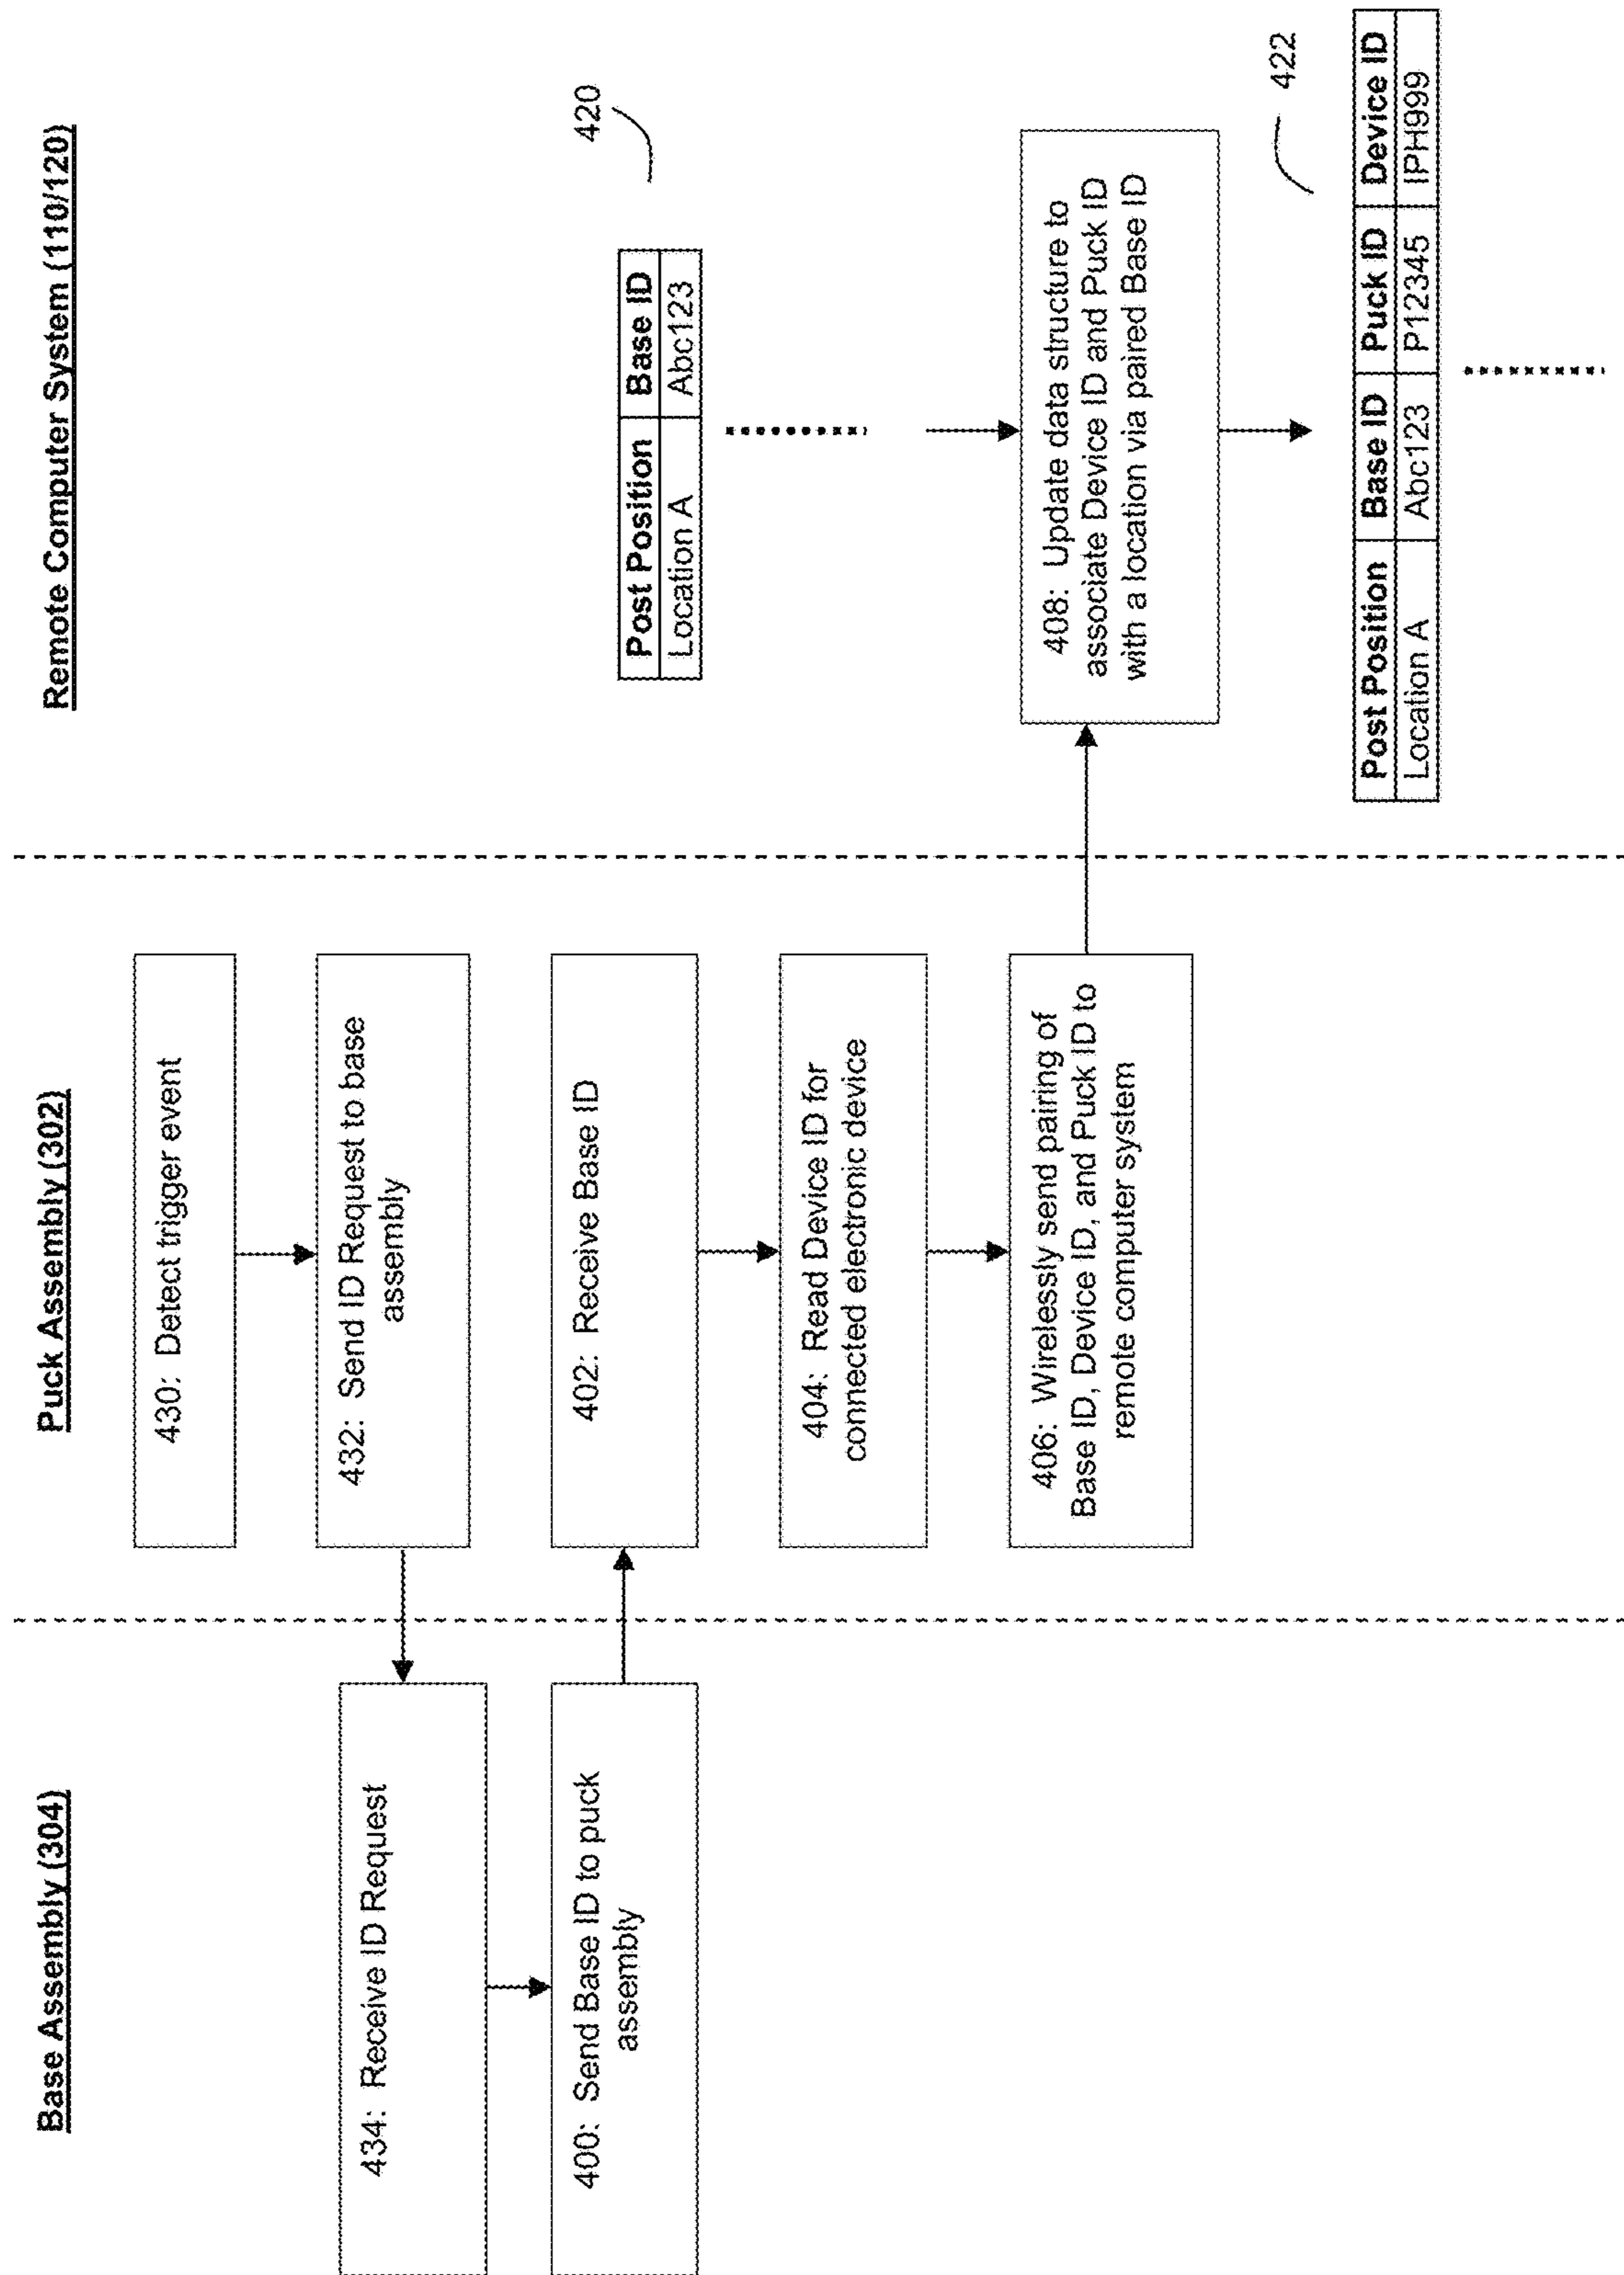 Base Assembly (304)
434:  Receive ID Request
400:  Send Base ID to puck
assembly
Puck Assembly (302)
430:  Detect trigger event
432:  Send ID Request to base
assembly
402:  Receive Base ID
404:  Read Device ID for
connected electronic device
406:  Wirelessly send pairing of
Base ID, Device ID, and Puck ID to
remote computer system
Remote Computer System (110/120)
420
Post Position Base ID
Location A Abc123
408:  Update data structure to
associate Device ID and Puck ID
with a location via paired Base ID
422
Post Position Base ID Puck ID Device ID
Location A Abc123 P12345 IPH999